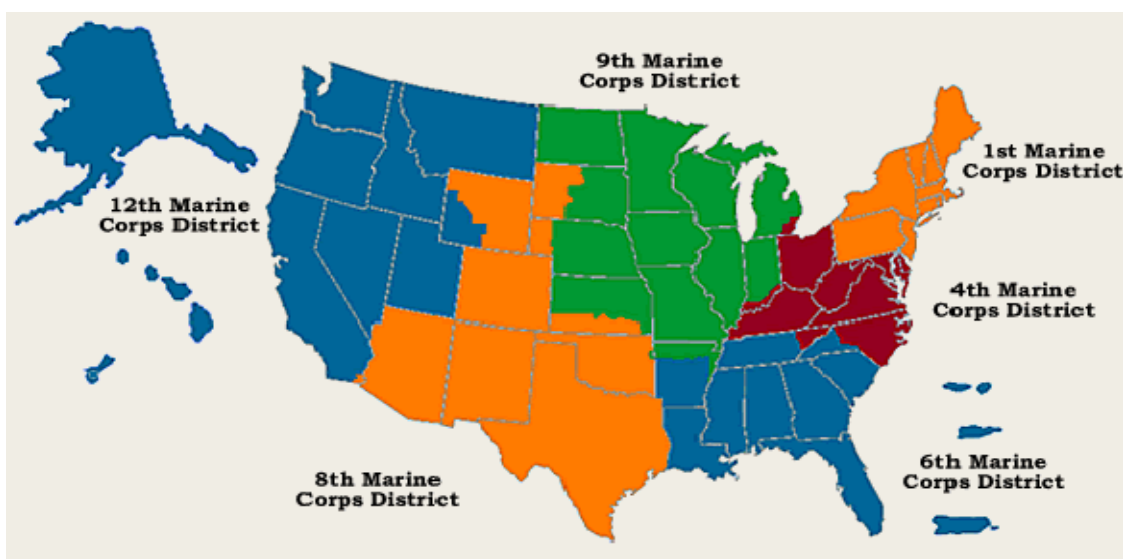 9th Marine
Corps District
1st Marine
Corps District
12th Marine
Corps District
4th Marine
Corps District
8th Marine
Corps District
6th Marine
Corps District